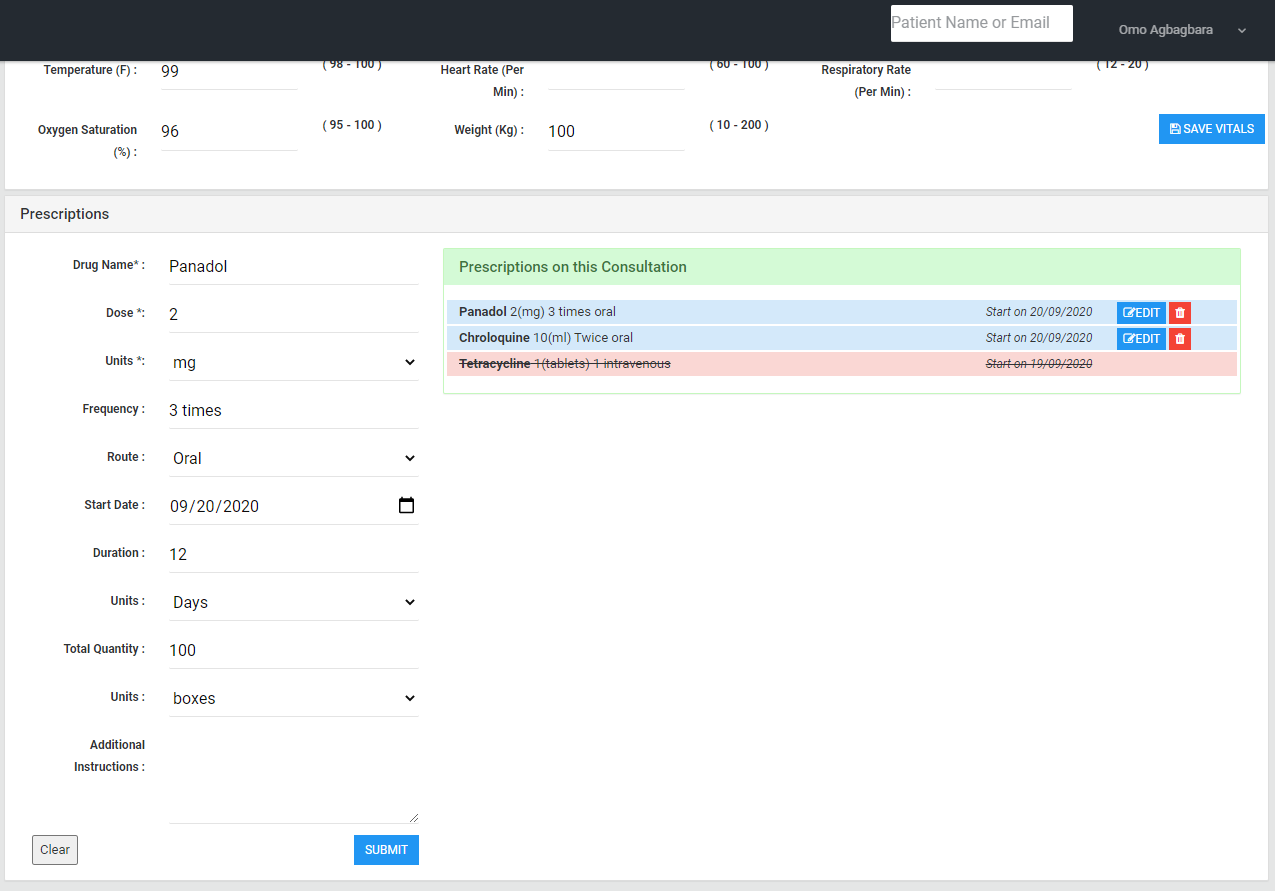 Patient Name or Email
Omo Agbagbara
Temperature (F) : 99 ( 98 - 100 ) Heart Rate (Per Min) : ( 60 - 100 ) Respiratory Rate (Per Min) : ( 12 - 20 )
Oxygen Saturation (%) : 96 ( 95 - 100 ) Weight (Kg) : 100 ( 10 - 200 )
SAVE VITALS
Prescriptions
Drug Name* : Panadol
Dose *: 2
Units *: mg
Frequency : 3 times
Route : Oral
Start Date : 09/20/2020
Duration : 12
Units : Days
Total Quantity : 100
Units : boxes
Additional
Instructions :
Clear
SUBMIT
Prescriptions on this Consultation
Panadol 2(mg) 3 times oral Start on 20/09/2020 EDIT
Chroloquine 10(ml) Twice oral Start on 20/09/2020 EDIT
Tetracycline 1(tablets) 1 intravenous Start on 19/09/2020